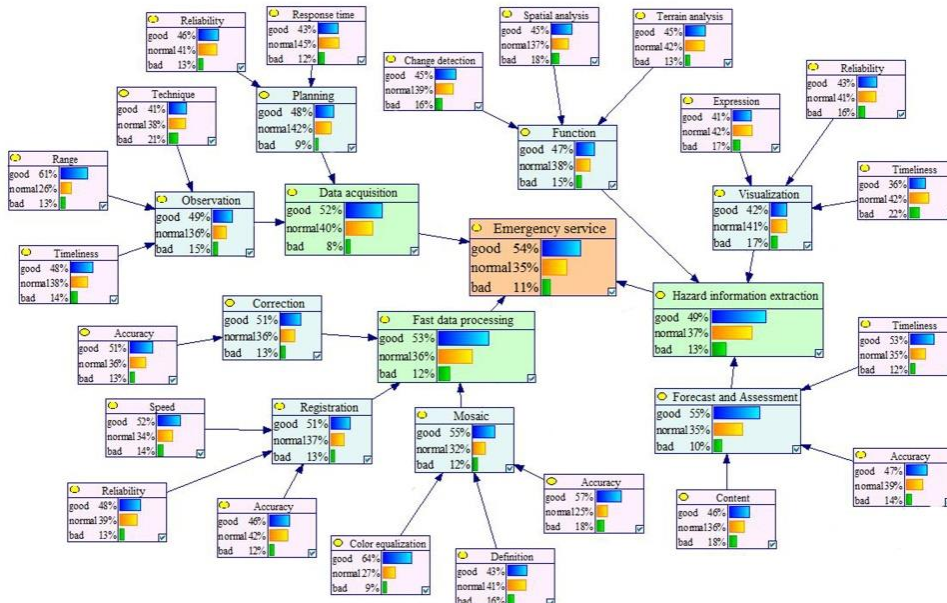 Reliability
good 46%
normal 41%
bad 13%
Response time
good 43%
normal 45%
bad 12%
Spatial analysis
good 45%
normal 37%
bad 18%
Terrain analysis
good 45%
normal 42%
bad 13%
Change detection
good 45%
normal 39%
bad 16%
Reliability
good 43%
normal 41%
bad 16%
Technique
good 41%
normal 38%
bad 21%
Planning
good 48%
normal 42%
bad 9%
Expression
good 41%
normal 42%
bad 17%
Function
good 47%
normal 38%
bad 15%
Range
good 61%
normal 26%
bad 13%
Observation
good 49%
normal 36%
bad 15%
Data acquisition
good 52%
normal 40%
bad 8%
Visualization
good 42%
normal 41%
bad 17%
Timeliness
good 36%
normal 42%
bad 22%
Emergency service
good 54%
normal 35%
bad 11%
Timeliness
good 48%
normal 38%
bad 14%
Hazard information extraction
good 49%
normal 37%
bad 13%
Correction
good 51%
normal 36%
bad 13%
Fast data processing
good 53%
normal 36%
bad 12%
Accuracy
good 51%
normal 36%
bad 13%
Timeliness
good 53%
normal 35%
bad 12%
Forecast and Assessment
good 55%
normal 35%
bad 10%
Speed
good 52%
normal 34%
bad 14%
Registration
good 51%
normal 37%
bad 13%
Mosaic
good 55%
normal 32%
bad 12%
Accuracy
good 47%
normal 39%
bad 14%
Reliability
good 48%
normal 39%
bad 13%
Accuracy
good 46%
normal 42%
bad 12%
Accuracy
good 57%
normal 25%
bad 18%
Content
good 46%
normal 36%
bad 18%
Color equalization
good 64%
normal 27%
bad 9%
Definition
good 43%
normal 41%
bad 16%